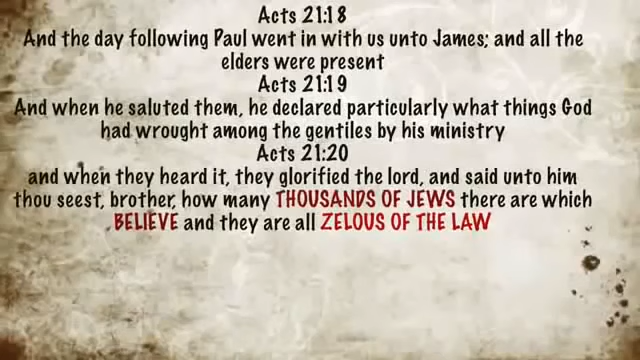 Acts 21:18
And the day following Paul went in with us unto James; and all the
elders were present
Acts 21:19
And when he saluted them, he declared particularly what things God
had wrought among the gentiles by his ministry
Acts 21:20
and when they heard it, they glorified the lord, and said unto him
thou seest, brother, how many THOUSANDS OF JEWS there are which
BELIEVE and they are all ZELOUS OF THE LAW